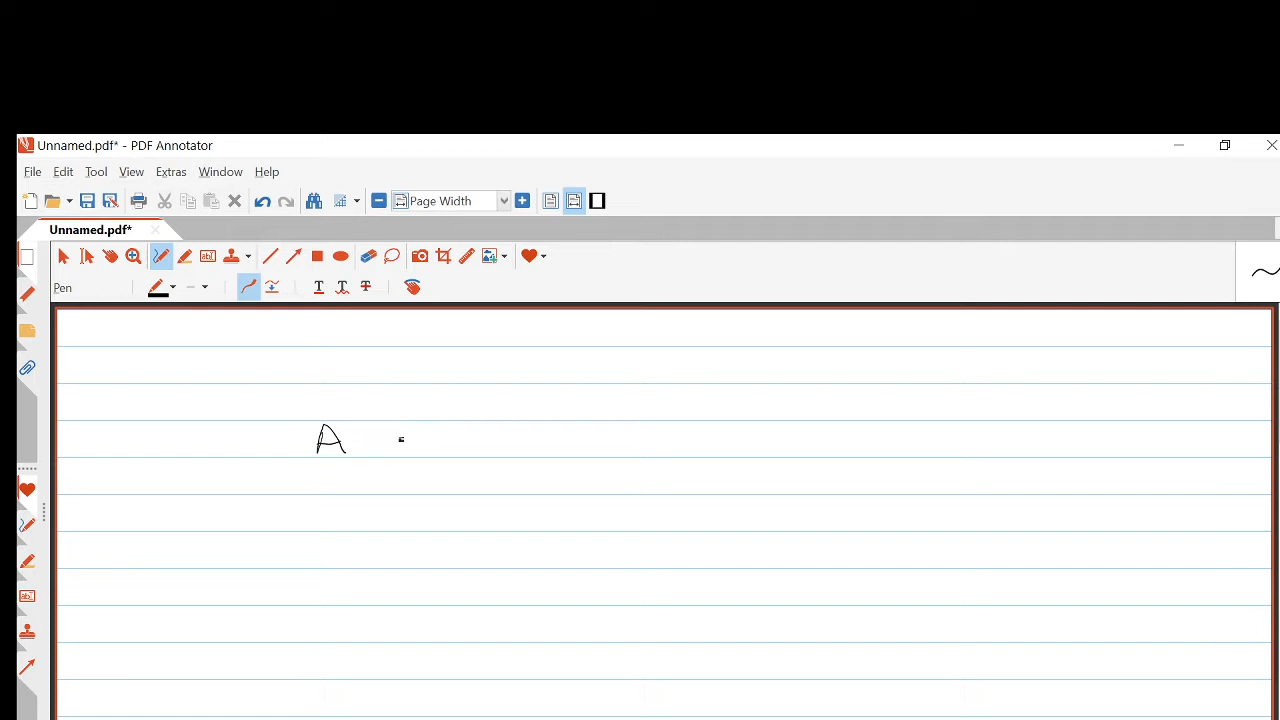 Unnamed.pdf* - PDF Annotator
File Edit Tool View Extras Window Help
Page Width
Unnamed.pdf*
Pen T T T
A